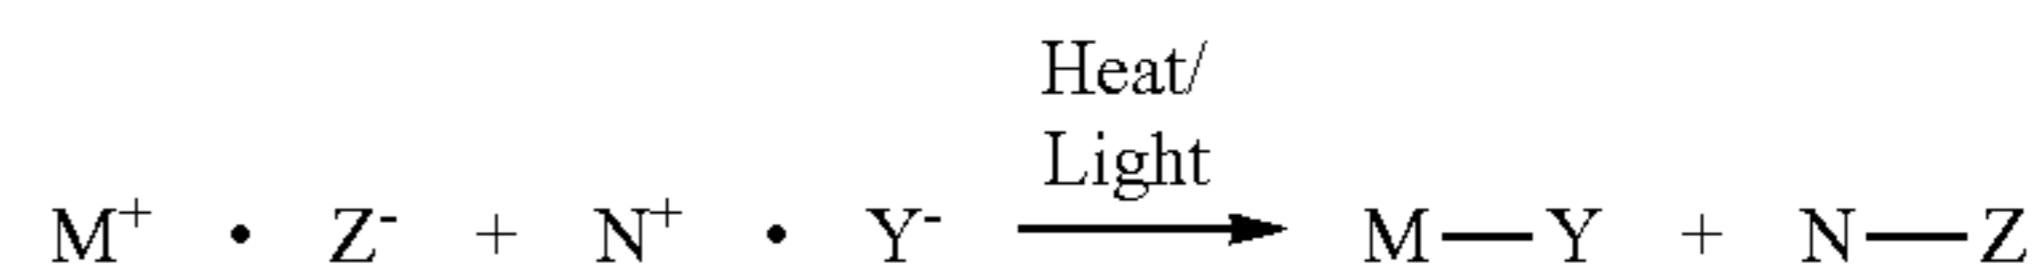 Heat/
Light
M⁺ • Z⁻ + N⁺ • Y⁻ M—Y + N—Z